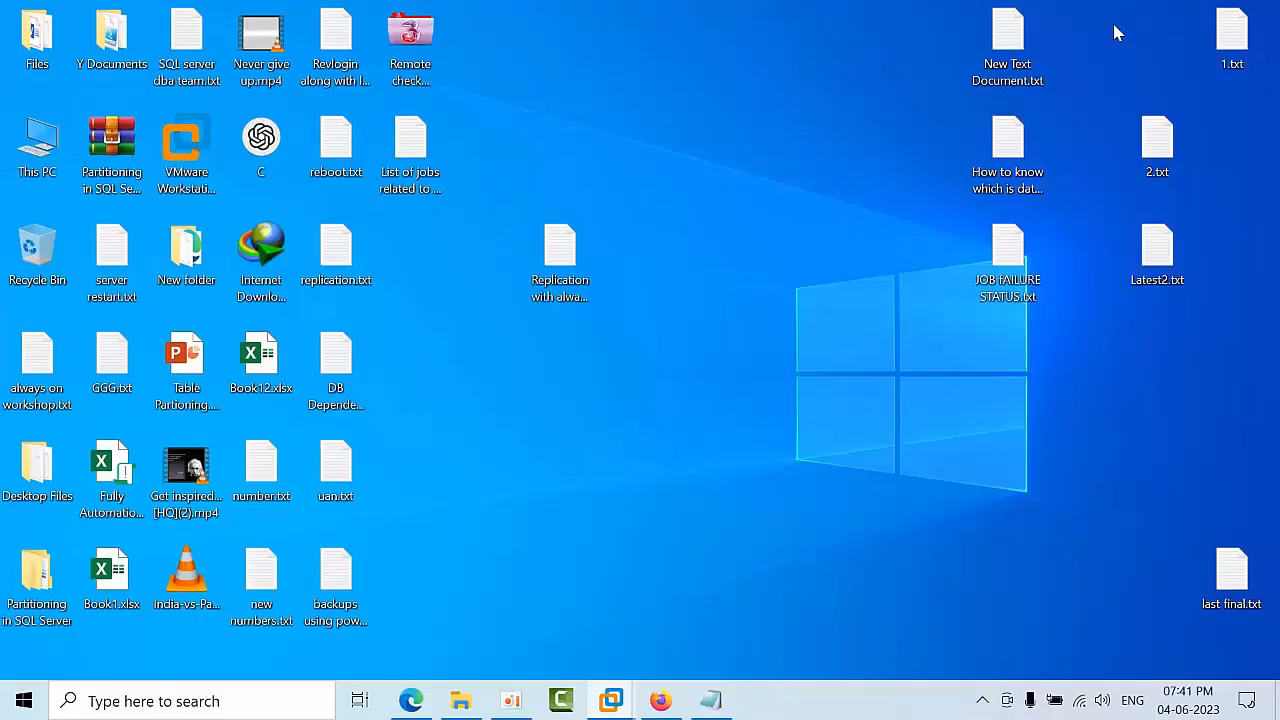 Files
Y Documents
SQL server
dba team.txt
Never give
up.mp4
Revlogin
along with l...
3
Remote
check...
New Text
Document.txt
1.txt
This PC
Partitioning
in SQL Se...
VMware
Workstati...
C
reboot.txt
List of jobs
related to ...
How to know
which is dat...
2.txt
Recycle Bin
server
restart.txt
New folder
Internet
Downlo...
replication.txt
Replication
with alwa...
JOB fAILURE
STATUS.txt
Latest2.txt
always on
workshop.txt
GGG.txt
P
Table
Partioning....
X
Book12.xlsx
DB
Depende...
Desktop Files
X
Fully
Automatio...
Get inspired...
[HQ](2).mp4
number.txt
uan.txt
Partitioning
in SQL Server
X
Book1.xlsx
India-vs-Pa...
new
numbers.txt
backups
using pow...
last final.txt
Type here to search
C
ENG
07:41 PM
04-06-2023